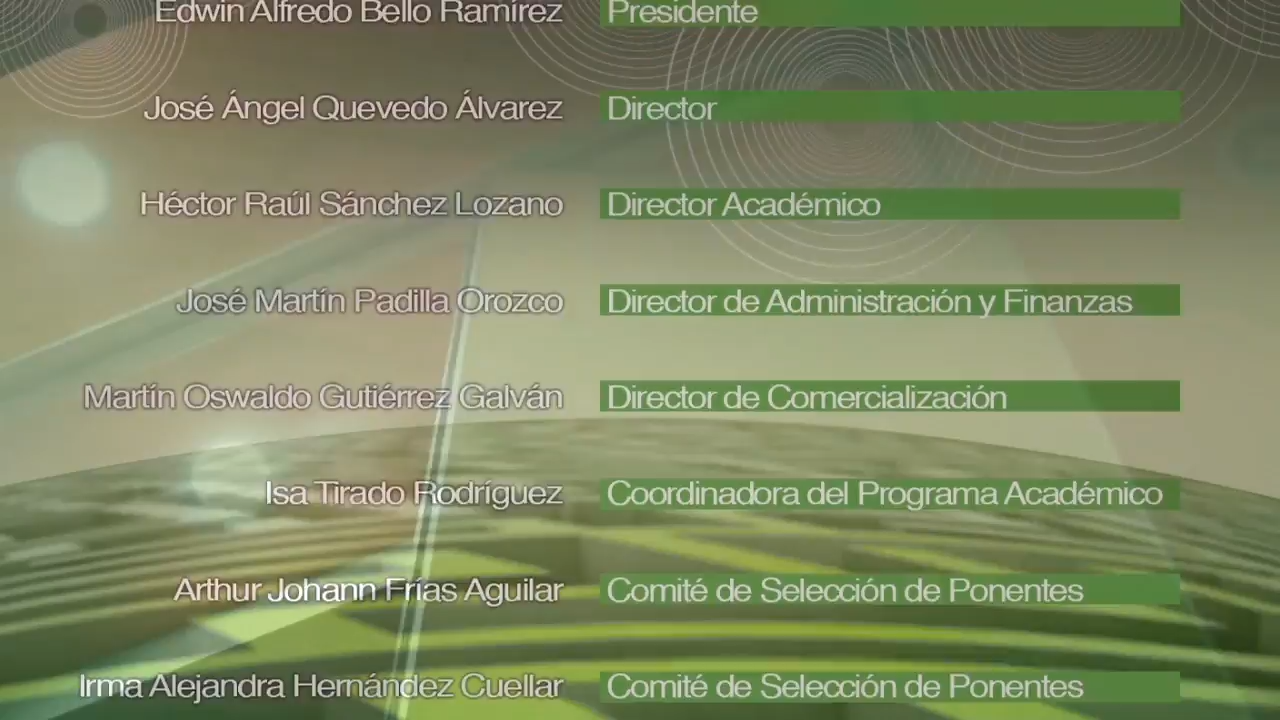 Edwin Alfredo Bello Ramírez Presidente
José Ángel Quevedo Álvarez Director
Héctor Raúl Sánchez Lozano Director Académico
José Martín Padilla Orozco Director de Administración y Finanzas
Martín Oswaldo Gutiérrez Galván Director de Comercialización
Isa Tirado Rodríguez Coordinadora del Programa Académico
Arthur Johann Frías Aguilar Comité de Selección de Ponentes
Irma Alejandra Hernández Cuellar Comité de Selección de Ponentes